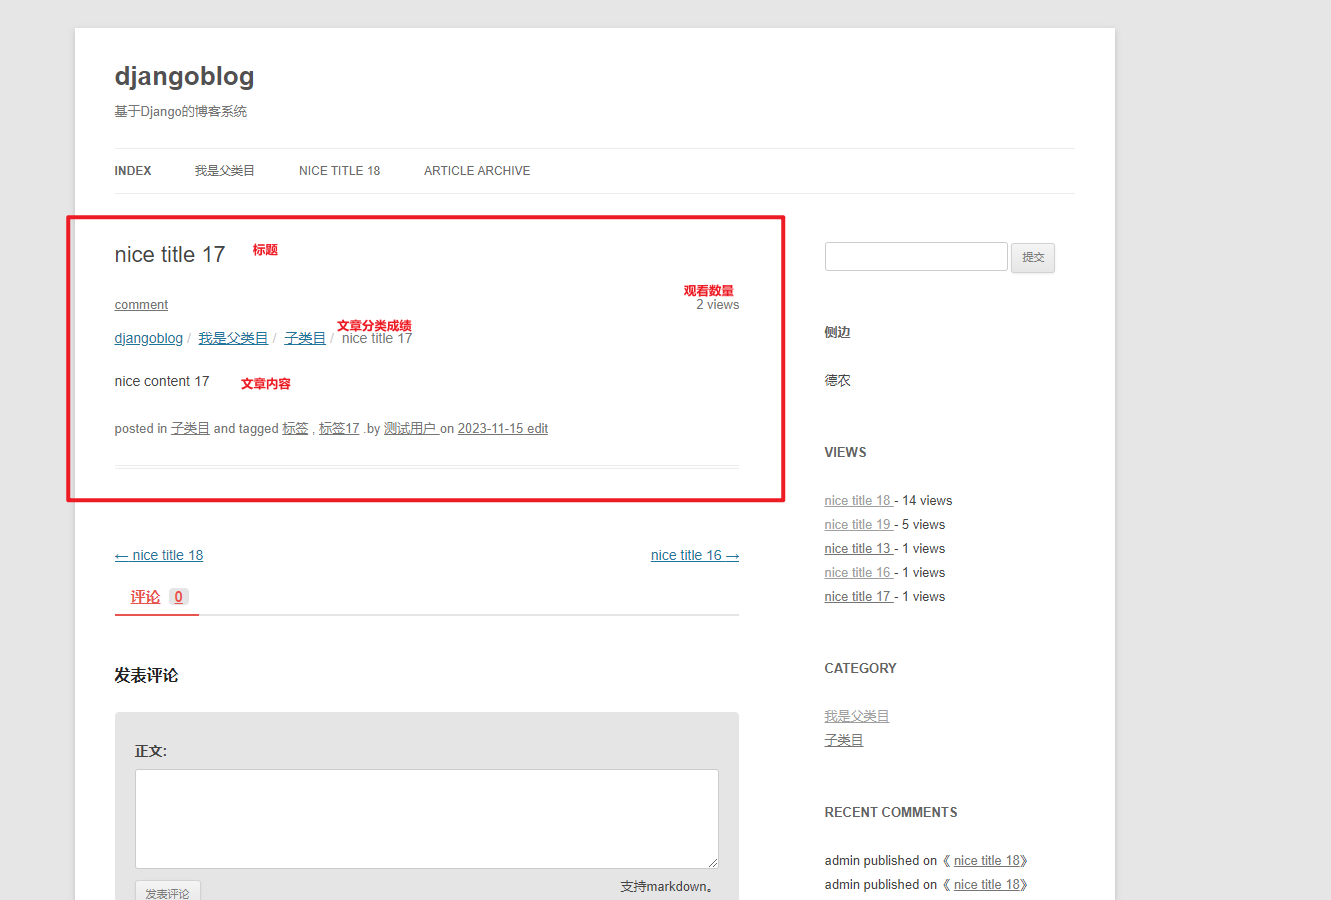 djangoblog
基于Django的博客系统
INDEX 我是父类目 NICE TITLE 18 ARTICLE ARCHIVE
nice title 17 标题
观看数量
comment 2 views
文章分类成绩
djangoblog / 我是父类目 / 子类目 / nice title 17
nice content 17 文章内容
posted in 子类目 and tagged 标签 , 标签17 .by 测试用户 on 2023-11-15 edit
← nice title 18 nice title 16 →
评论 0
发表评论
正文:
支持markdown。
发表评论
提交
侧边
德农
VIEWS
nice title 18 - 14 views
nice title 19 - 5 views
nice title 13 - 1 views
nice title 16 - 1 views
nice title 17 - 1 views
CATEGORY
我是父类目
子类目
RECENT COMMENTS
admin published on《 nice title 18》
admin published on《 nice title 18》